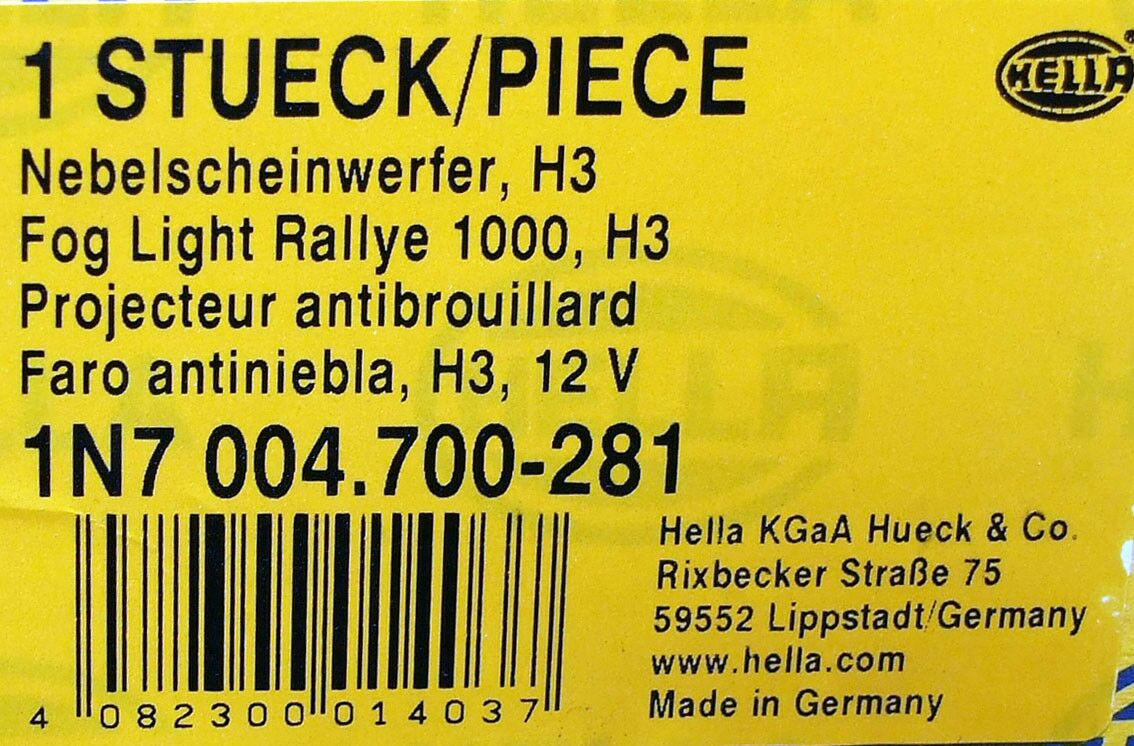 1 STUECK/PIECE
HELLA
Nebelscheinwerfer, H3
Fog Light Rallye 1000, H3
Projecteur antibrouillard
Faro antiniebla, H3, 12 V
1N7 004.700-281
Hella KGaA Hueck & Co.
Rixbecker Straße 75
59552 Lippstadt/Germany
www.hella.com
Made in Germany
4 082300 014037